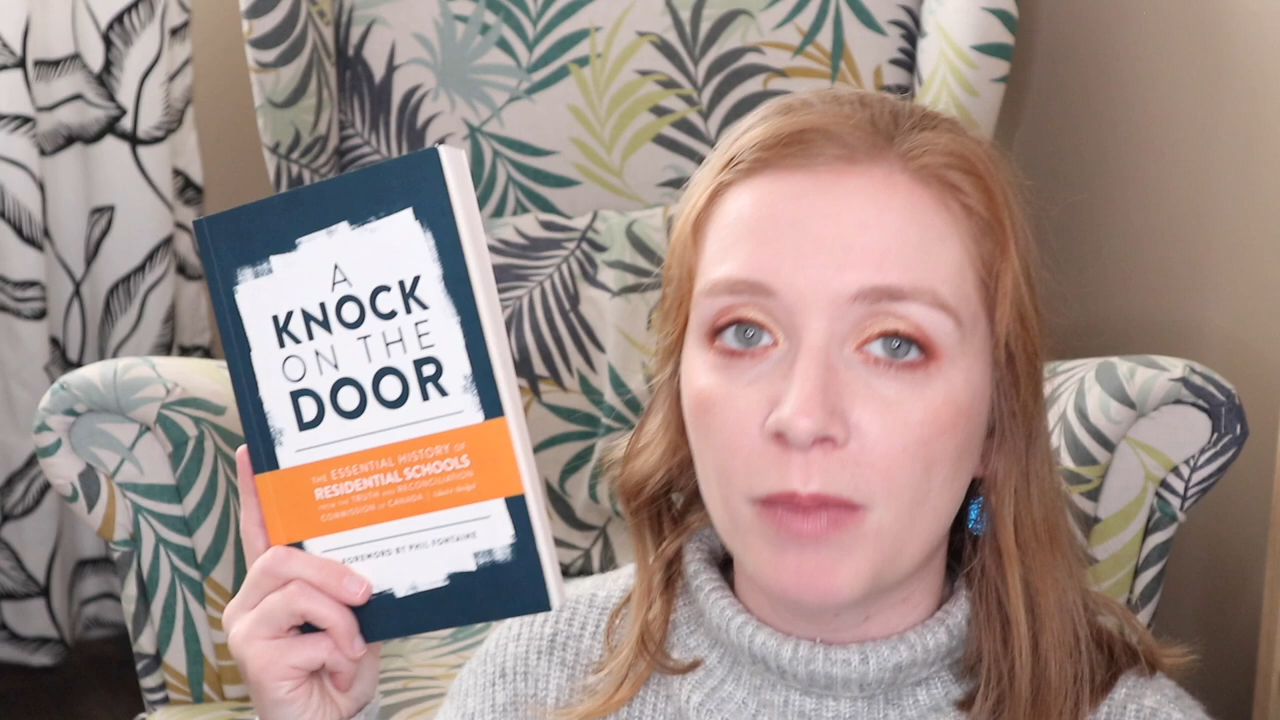 A
KNOCK
ON THE
DOOR
THE ESSENTIAL HISTORY OF
RESIDENTIAL SCHOOLS
FROM THE TRUTH AND RECONCILIATION
COMMISSION OF CANADA |
FOREWORD BY PHIL FONTAINE